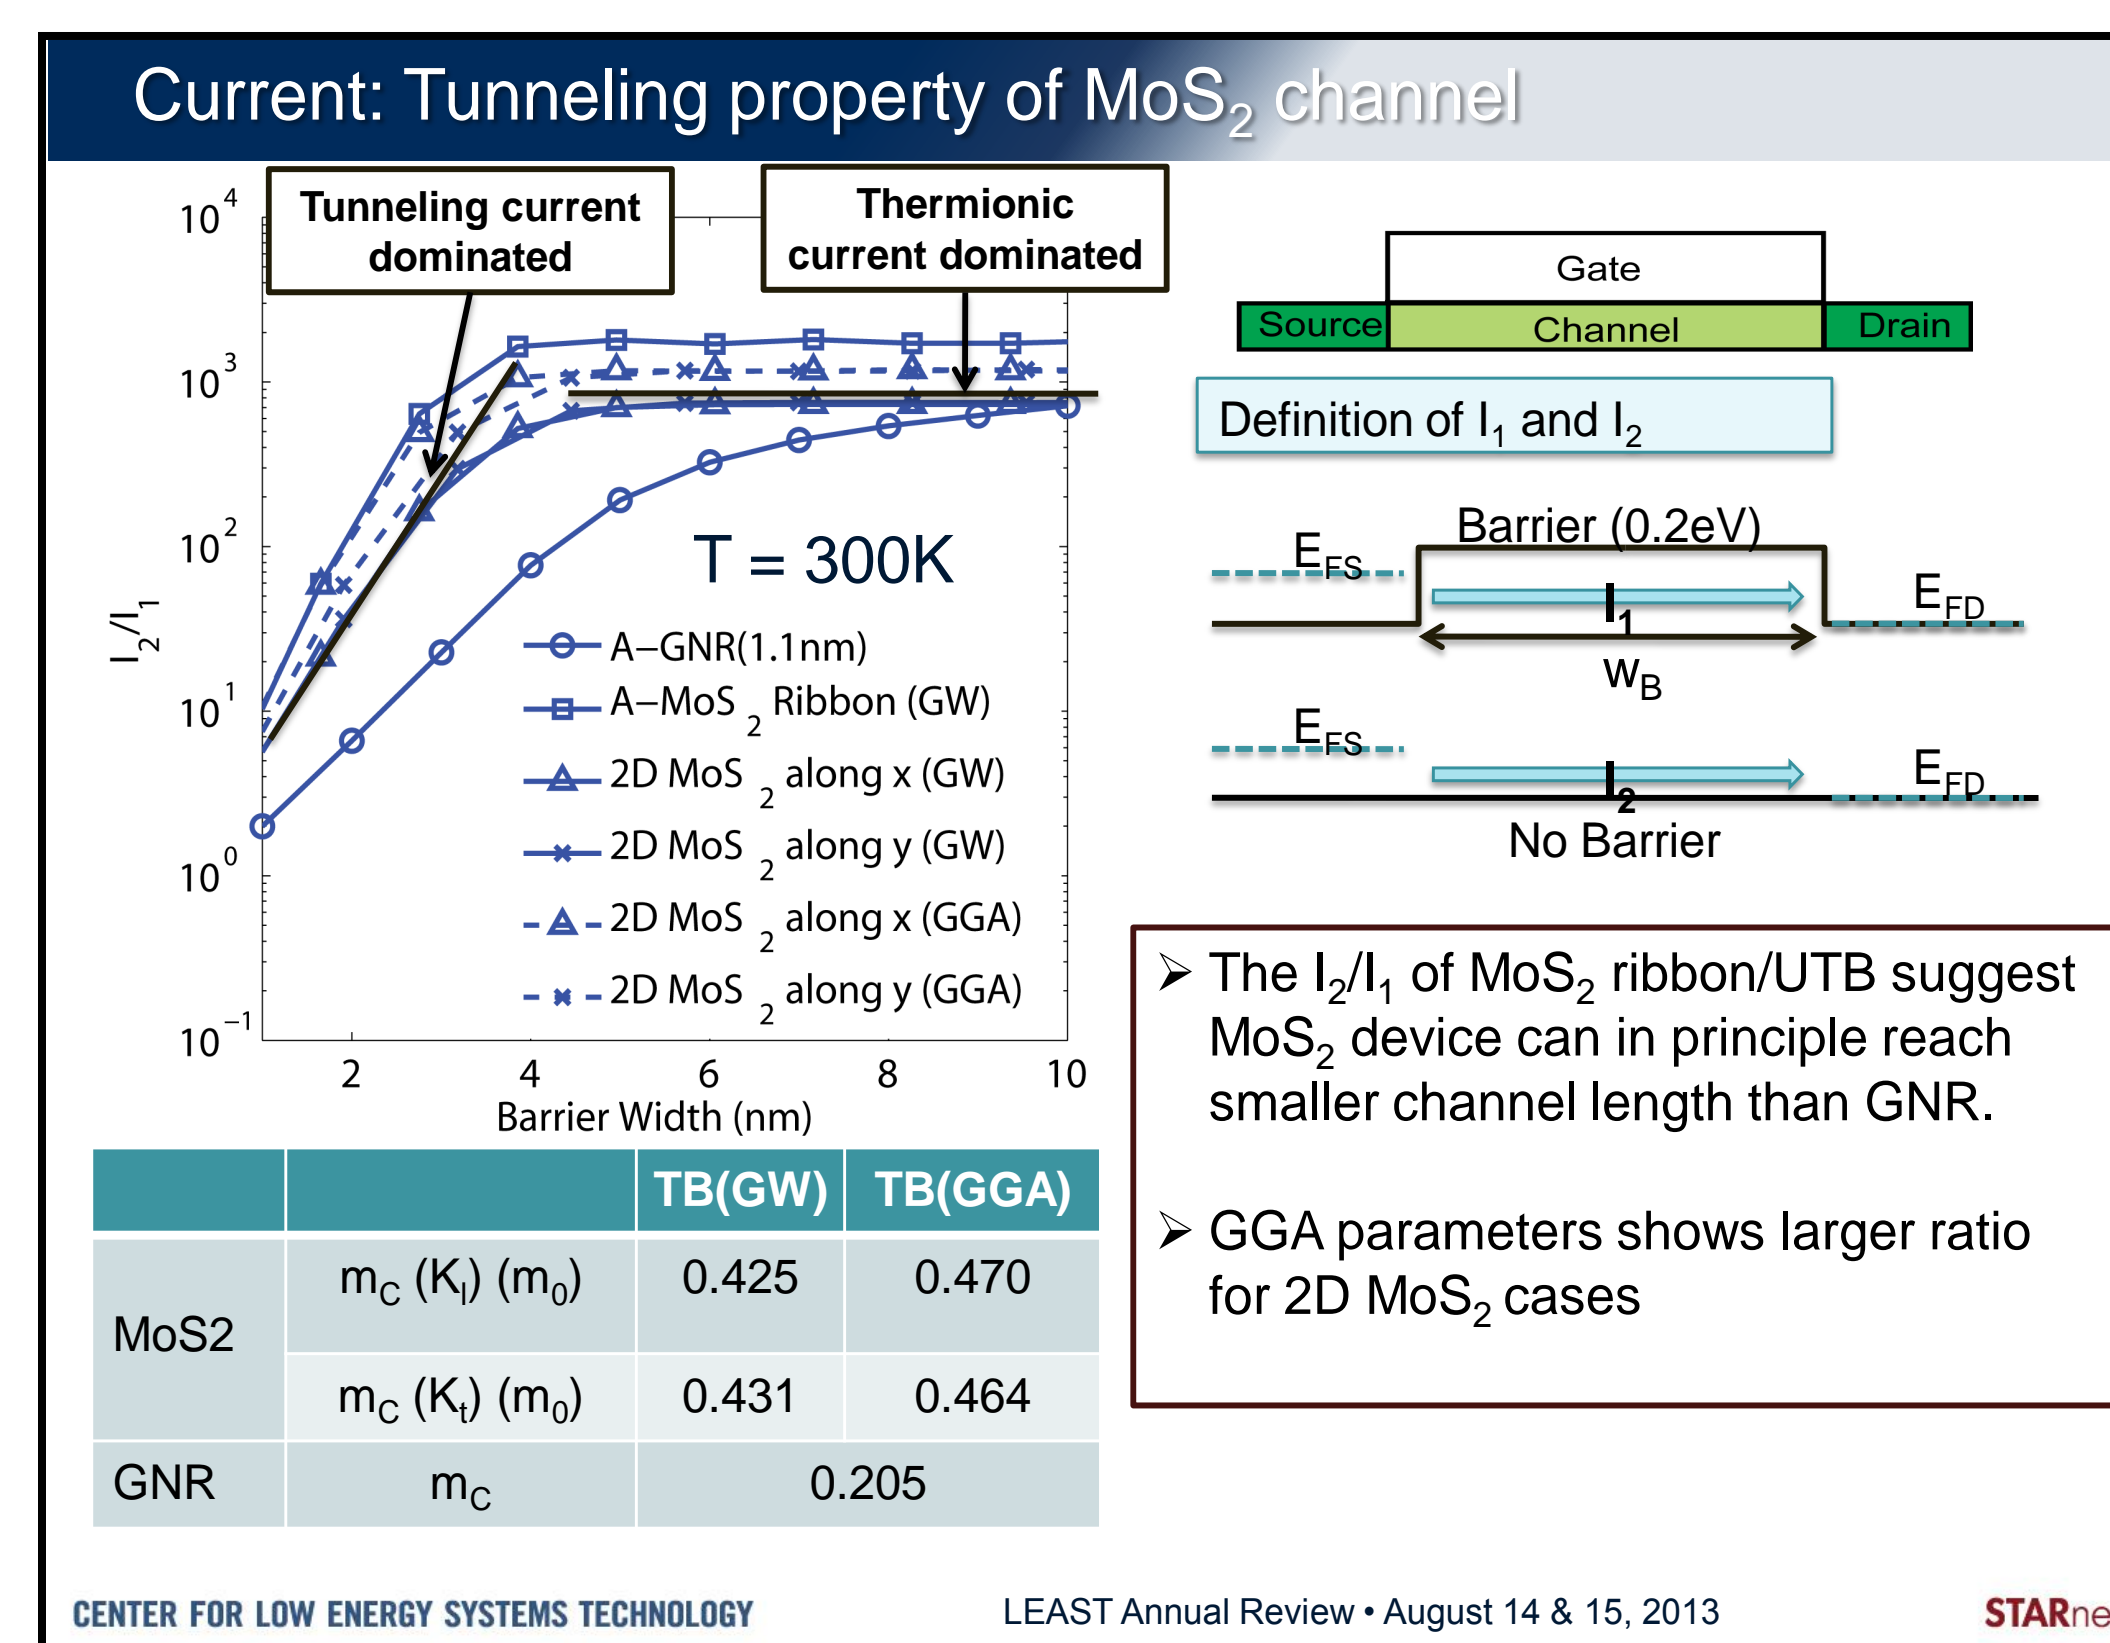 Current: Tunneling property of MoS2 channel
Tunneling current
dominated
Thermionic
current dominated
10^4
10^3
10^2
10^1
10^0
10^−1
I2/I1
T = 300K
A−GNR(1.1nm)
A−MoS2 Ribbon (GW)
2D MoS2 along x (GW)
2D MoS2 along y (GW)
2D MoS2 along x (GGA)
2D MoS2 along y (GGA)
2 4 6 8 10
Barrier Width (nm)
Gate
Source Channel Drain
Definition of I1 and I2
Barrier (0.2eV)
EFS
I1
EFD
WB
EFS
I2
EFD
No Barrier
➢ The I2/I1 of MoS2 ribbon/UTB suggest
MoS2 device can in principle reach
smaller channel length than GNR.
➢ GGA parameters shows larger ratio
for 2D MoS2 cases
TB(GW) TB(GGA)
MoS2
mC (Kl) (m0) 0.425 0.470
mC (Kt) (m0) 0.431 0.464
GNR mC 0.205
CENTER FOR LOW ENERGY SYSTEMS TECHNOLOGY
LEAST Annual Review • August 14 & 15, 2013
STARne